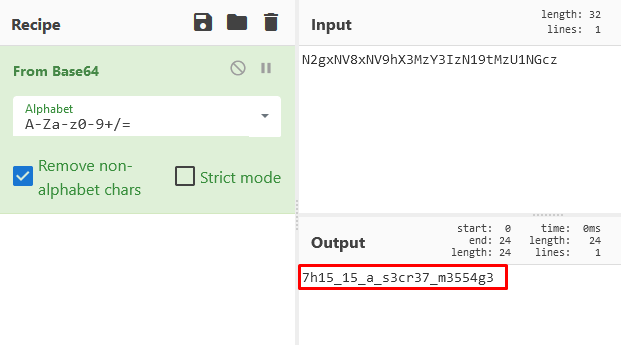 Recipe
From Base64
Alphabet
A-Za-z0-9+/=
Remove non-
alphabet chars
Strict mode
Input
length: 32
lines: 1
N2gxNV8xNV9hX3MzY3IzN19tMzU1NGcz
Output
start: 0 time: 0ms
end: 24 length: 24
length: 24 lines: 1
7h15_15_a_s3cr37_m3554g3